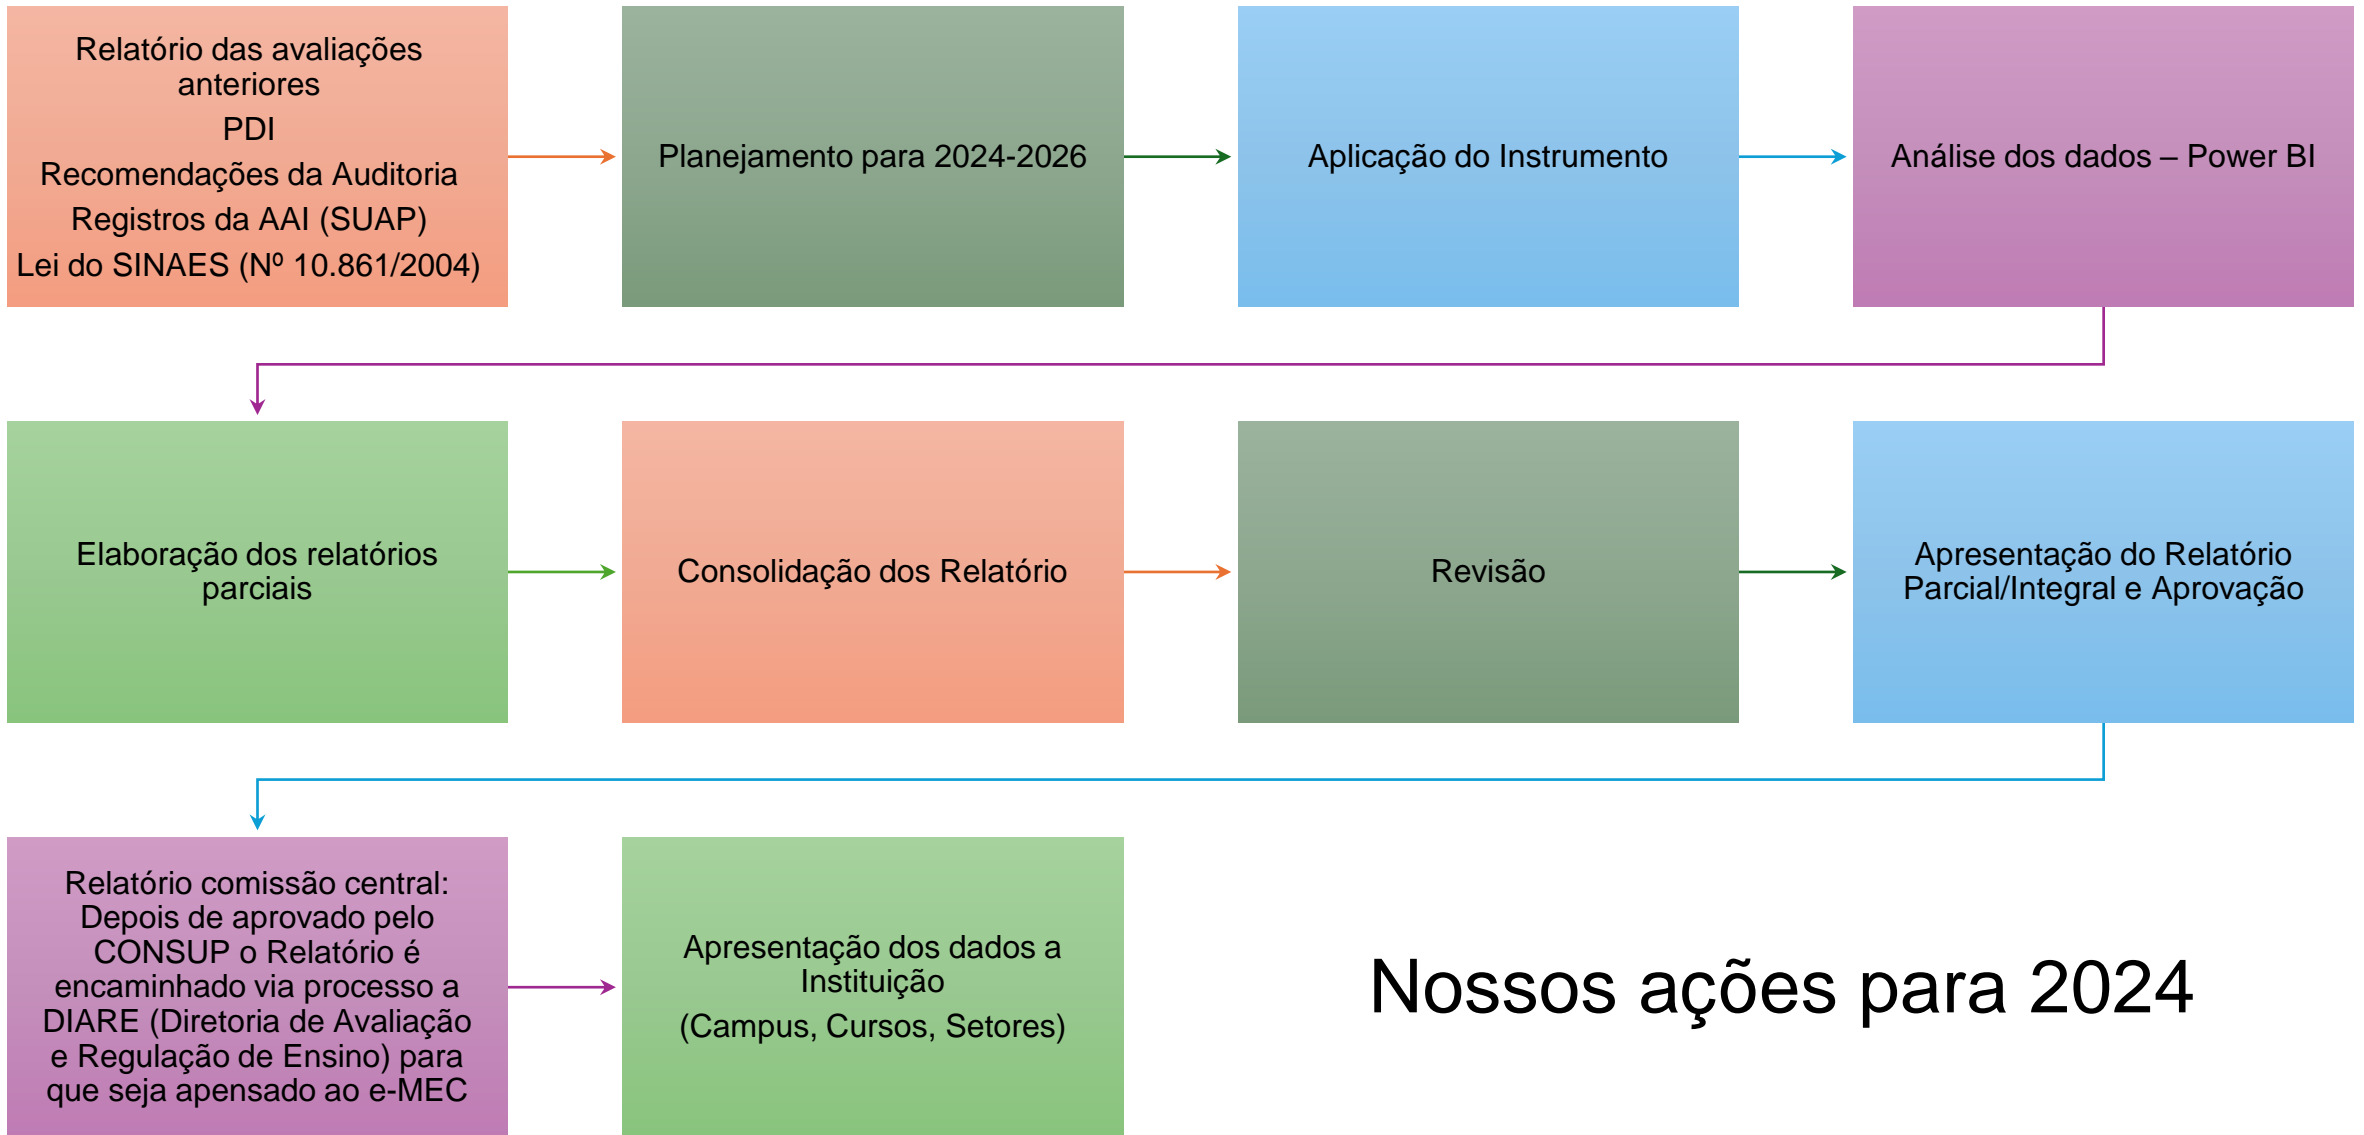 Relatório das avaliações
anteriores
PDI
Recomendações da Auditoria
Registros da AAI (SUAP)
Lei do SINAES (Nº 10.861/2004)
Planejamento para 2024-2026
Aplicação do Instrumento
Análise dos dados – Power BI
Elaboração dos relatórios
parciais
Consolidação dos Relatório
Revisão
Apresentação do Relatório
Parcial/Integral e Aprovação
Relatório comissão central:
Depois de aprovado pelo
CONSUP o Relatório é
encaminhado via processo a
DIARE (Diretoria de Avaliação
e Regulação de Ensino) para
que seja apensado ao e-MEC
Apresentação dos dados a
Instituição
(Campus, Cursos, Setores)
Nossos ações para 2024